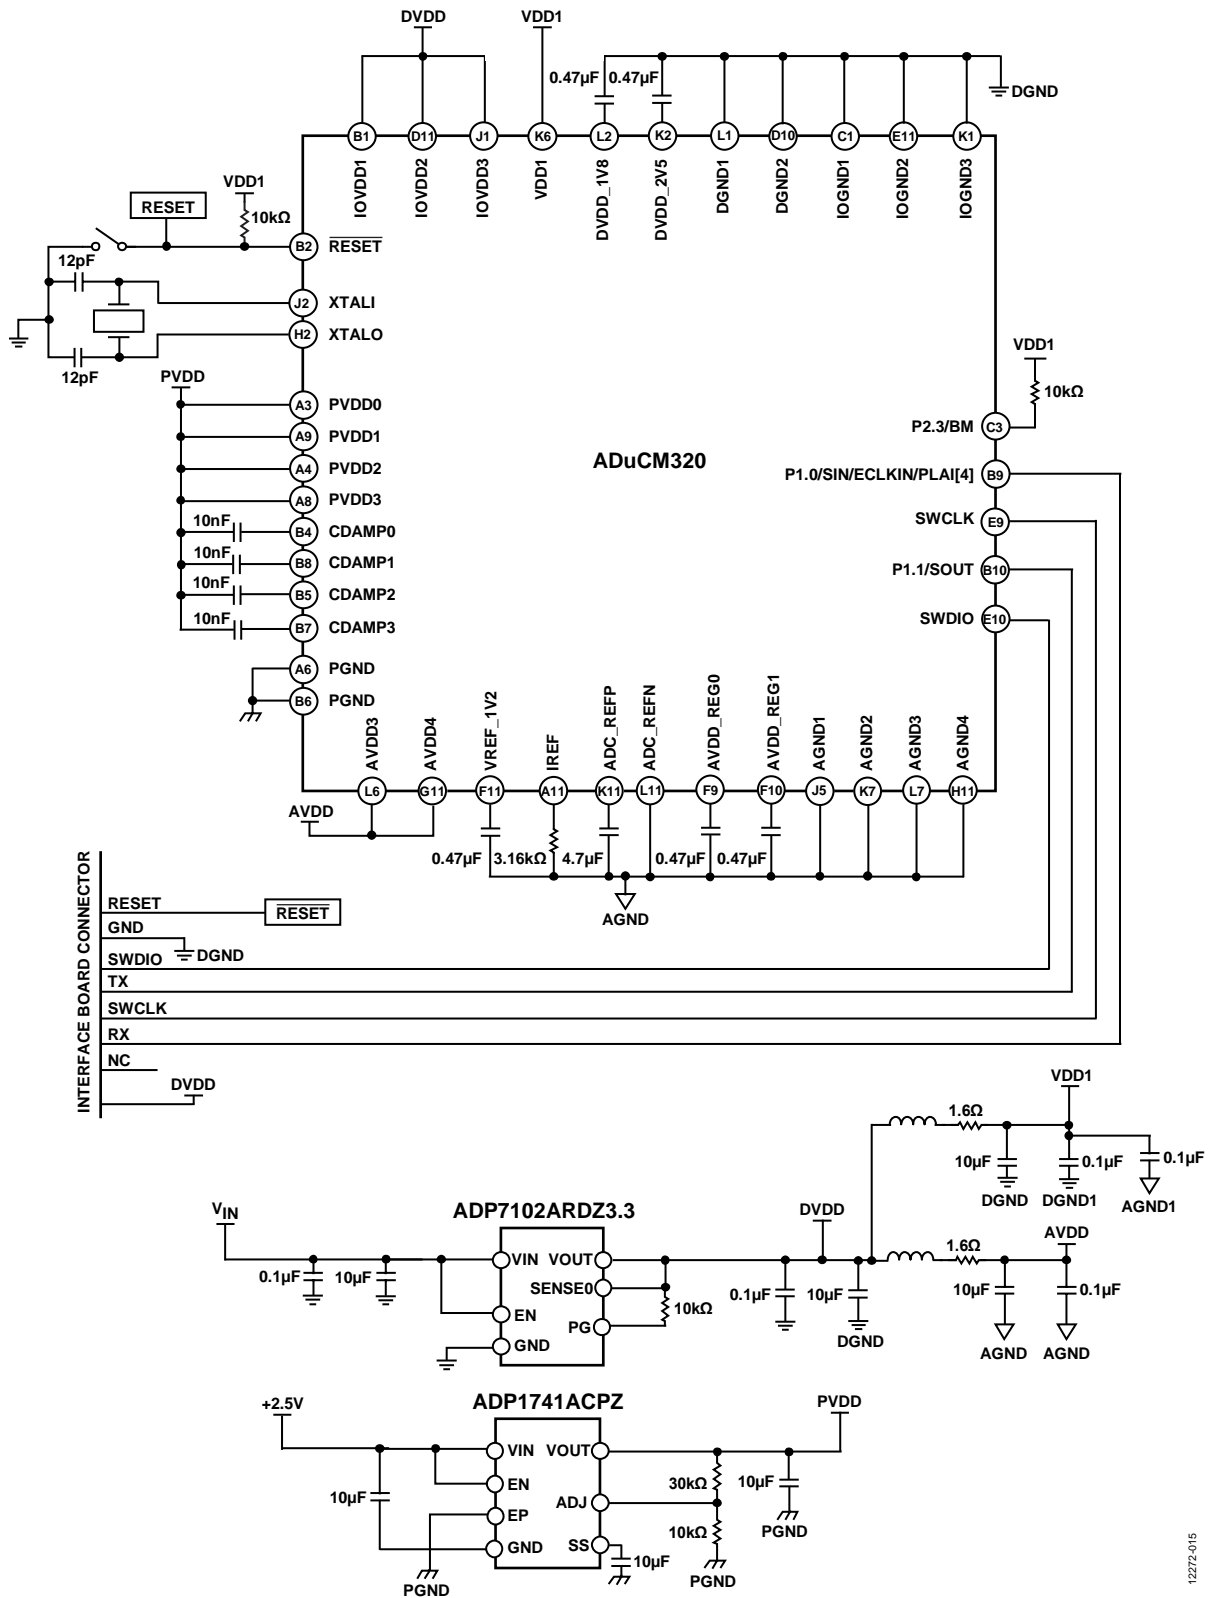 DVDD
VDD1
0.47µF
0.47µF
DGND
B1
D11
J1
K6
L2
K2
L1
D10
C1
E11
K1
IOVDD1
IOVDD2
IOVDD3
VDD1
DVDD_1V8
DVDD_2V5
DGND1
DGND2
IOGND1
IOGND2
IOGND3
VDD1
RESET
10kΩ
B2
RESET
12pF
J2
XTALI
H2
XTALO
12pF
PVDD
A3
PVDD0
A9
PVDD1
A4
PVDD2
A8
PVDD3
10nF
B4
CDAMP0
10nF
B8
CDAMP1
10nF
B5
CDAMP2
10nF
B7
CDAMP3
A6
PGND
B6
PGND
ADuCM320
VDD1
10kΩ
P2.3/BM
C3
P1.0/SIN/ECLKIN/PLAI[4]
B9
SWCLK
E9
P1.1/SOUT
B10
SWDIO
E10
AVDD3
AVDD4
VREF_1V2
IREF
ADC_REFP
ADC_REFN
AVDD_REG0
AVDD_REG1
AGND1
AGND2
AGND3
AGND4
L6
G11
F11
A11
K11
L11
F9
F10
J5
K7
L7
H11
AVDD
0.47µF
3.16kΩ
4.7µF
0.47µF
0.47µF
AGND
INTERFACE BOARD CONNECTOR
RESET
RESET
GND
DGND
SWDIO
TX
SWCLK
RX
NC
DVDD
VDD1
1.6Ω
10µF
0.1µF
0.1µF
DGND
DGND1
AGND1
VIN
ADP7102ARDZ3.3
DVDD
AVDD
1.6Ω
VIN
VOUT
0.1µF
10µF
SENSE0
10kΩ
EN
PG
GND
0.1µF
10µF
DGND
10µF
0.1µF
AGND
AGND
+2.5V
ADP1741ACPZ
PVDD
VIN
VOUT
EN
10µF
30kΩ
10µF
ADJ
EP
10kΩ
PGND
GND
SS
10µF
PGND
PGND
12272-015